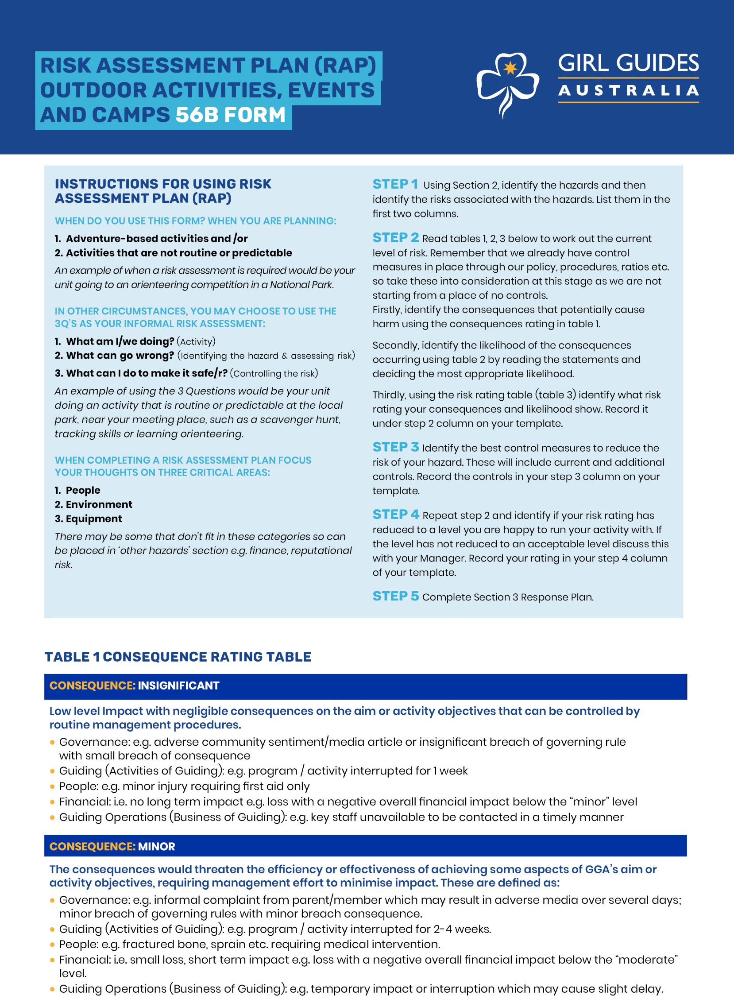 RISK ASSESSMENT PLAN (RAP)
OUTDOOR ACTIVITIES, EVENTS
AND CAMPS 56B FORM
GIRL GUIDES
AUSTRALIA
INSTRUCTIONS FOR USING RISK
ASSESSMENT PLAN (RAP)
WHEN DO YOU USE THIS FORM? WHEN YOU ARE PLANNING:
1. Adventure-based activities and /or
2. Activities that are not routine or predictable
An example of when a risk assessment is required would be your
unit going to an orienteering competition in a National Park.
IN OTHER CIRCUMSTANCES, YOU MAY CHOOSE TO USE THE
3Q'S AS YOUR INFORMAL RISK ASSESSMENT:
1. What am I/we doing? (Activity)
2. What can go wrong? (Identifying the hazard & assessing risk)
3. What can I do to make it safe/r? (Controlling the risk)
An example of using the 3 Questions would be your unit
doing an activity that is routine or predictable at the local
park, near your meeting place, such as a scavenger hunt,
tracking skills or learning orienteering.
WHEN COMPLETING A RISK ASSESSMENT PLAN FOCUS
YOUR THOUGHTS ON THREE CRITICAL AREAS:
1. People
2. Environment
3. Equipment
There may be some that don't fit in these categories so can
be placed in 'other hazards' section e.g. finance, reputational
risk.
STEP 1 Using Section 2, identify the hazards and then
identify the risks associated with the hazards. List them in the
first two columns.
STEP 2 Read tables 1, 2, 3 below to work out the current
level of risk. Remember that we already have control
measures in place through our policy, procedures, ratios etc.
so take these into consideration at this stage as we are not
starting from a place of no controls.
Firstly, identify the consequences that potentially cause
harm using the consequences rating in table 1.
Secondly, identify the likelihood of the consequences
occurring using table 2 by reading the statements and
deciding the most appropriate likelihood.
Thirdly, using the risk rating table (table 3) identify what risk
rating your consequences and likelihood show. Record it
under step 2 column on your template.
STEP 3 Identify the best control measures to reduce the
risk of your hazard. These will include current and additional
controls. Record the controls in your step 3 column on your
template.
STEP 4 Repeat step 2 and identify if your risk rating has
reduced to a level you are happy to run your activity with. If
the level has not reduced to an acceptable level discuss this
with your Manager. Record your rating in your step 4 column
of your template.
STEP 5 Complete Section 3 Response Plan.
TABLE 1 CONSEQUENCE RATING TABLE
CONSEQUENCE: INSIGNIFICANT
Low level Impact with negligible consequences on the aim or activity objectives that can be controlled by
routine management procedures.
• Governance: e.g. adverse community sentiment/media article or insignificant breach of governing rule
with small breach of consequence
• Guiding (Activities of Guiding): e.g. program / activity interrupted for 1 week
• People: e.g. minor injury requiring first aid only
• Financial: i.e. no long term impact e.g. loss with a negative overall financial impact below the “minor” level
• Guiding Operations (Business of Guiding): e.g. key staff unavailable to be contacted in a timely manner
CONSEQUENCE: MINOR
The consequences would threaten the efficiency or effectiveness of achieving some aspects of GGA's aim or
activity objectives, requiring management effort to minimise impact. These are defined as:
• Governance: e.g. informal complaint from parent/member which may result in adverse media over several days;
minor breach of governing rules with minor breach consequence.
• Guiding (Activities of Guiding): e.g. program / activity interrupted for 2-4 weeks.
• People: e.g. fractured bone, sprain etc. requiring medical intervention.
• Financial: i.e. small loss, short term impact e.g. loss with a negative overall financial impact below the “moderate”
level.
• Guiding Operations (Business of Guiding): e.g. temporary impact or interruption which may cause slight delay.